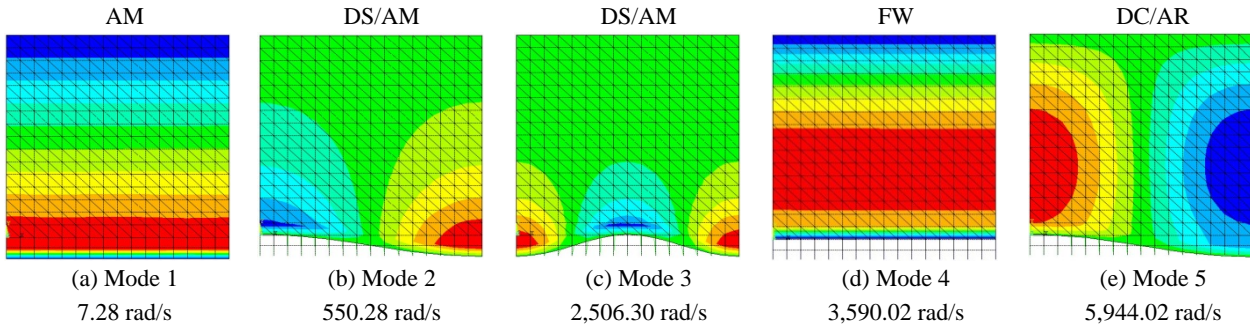 AM DS/AM DS/AM FW DC/AR
(a) Mode 1 (b) Mode 2 (c) Mode 3 (d) Mode 4 (e) Mode 5
7.28 rad/s 550.28 rad/s 2,506.30 rad/s 3,590.02 rad/s 5,944.02 rad/s